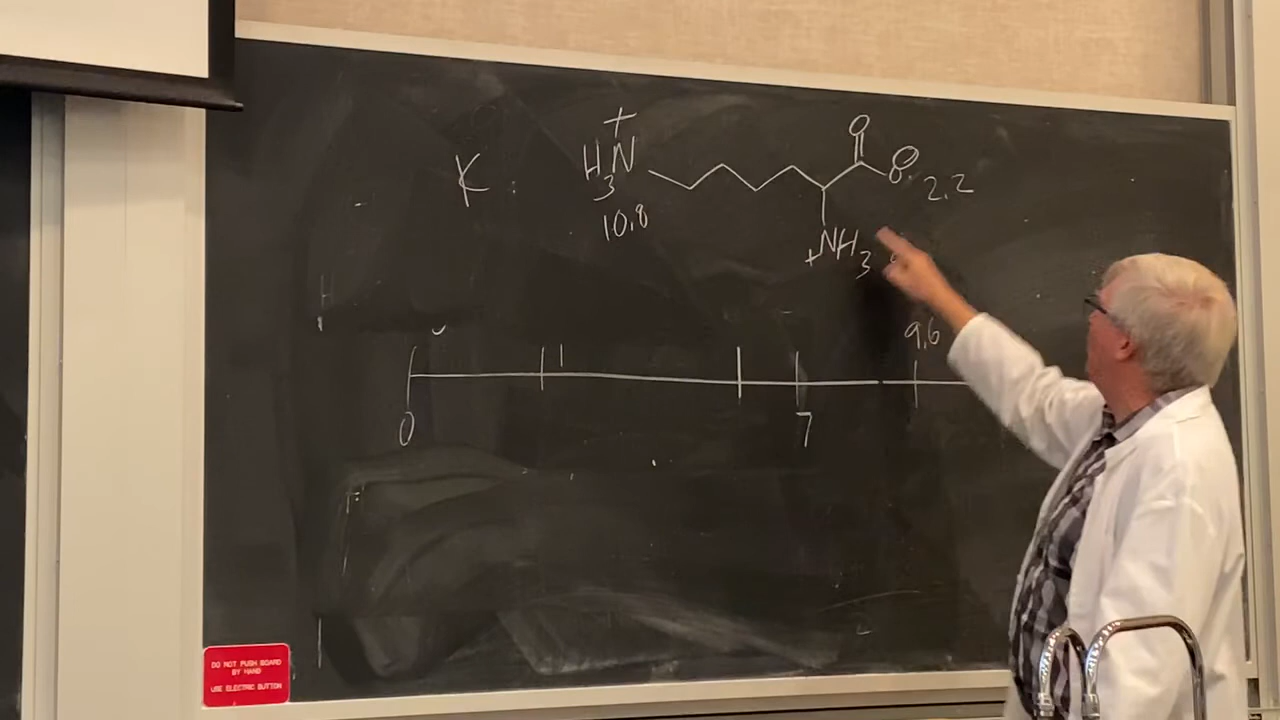 K : H₃N⁺ O O⊖ 2.2
10.8 +NH₃
9.6
0 7
DO NOT PUSH BOARD
BY HAND
USE ELECTRIC BUTTON